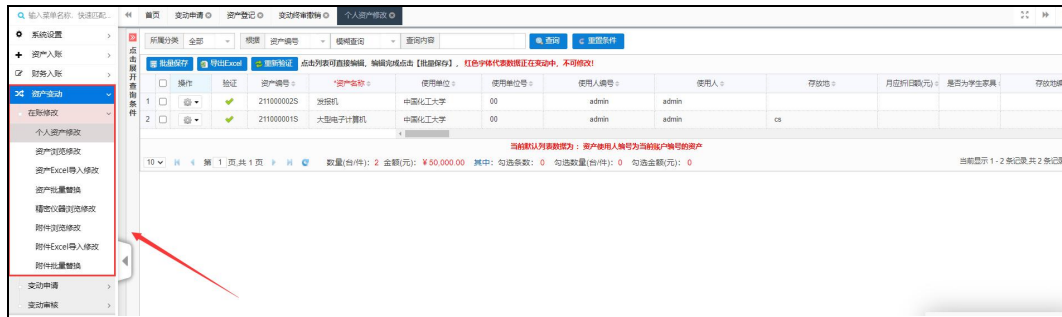 输入菜单名称，快速匹配...
首页 变动申请 资产登记 变动终审撤销 个人资产修改
系统设置
资产入账
财务入账
资产变动
在账修改
个人资产修改
资产浏览修改
资产Excel导入修改
资产批量替换
精密仪器浏览修改
附件浏览修改
附件Excel导入修改
附件批量替换
变动申请
变动审核
点击展开查询条件
所属分类 全部 根据 资产编号 模糊查询 查询内容 查询 重置条件
批量保存 导出Excel 重新验证 点击列表可直接编辑，编辑完成点击【批量保存】，红色字体代表数据正在变动中，不可修改！
操作 验证 资产编号 *资产名称 使用单位 使用单位号 使用人编号 使用人 存放地 月应折旧额(元) 是否为学生家具 存放地编
1 211000002S 发报机 中国化工大学 00 admin admin
2 211000001S 大型电子计算机 中国化工大学 00 admin admin cs
当前默认列表数据为：资产使用人编号为当前账户编号的资产
10 第 1 页,共1页 数量(台/件)：2 金额(元)：￥50,000.00 其中：勾选条数：0 勾选数量(台/件)：0 勾选金额(元)：0 当前显示 1 - 2 条记录,共 2 条记录